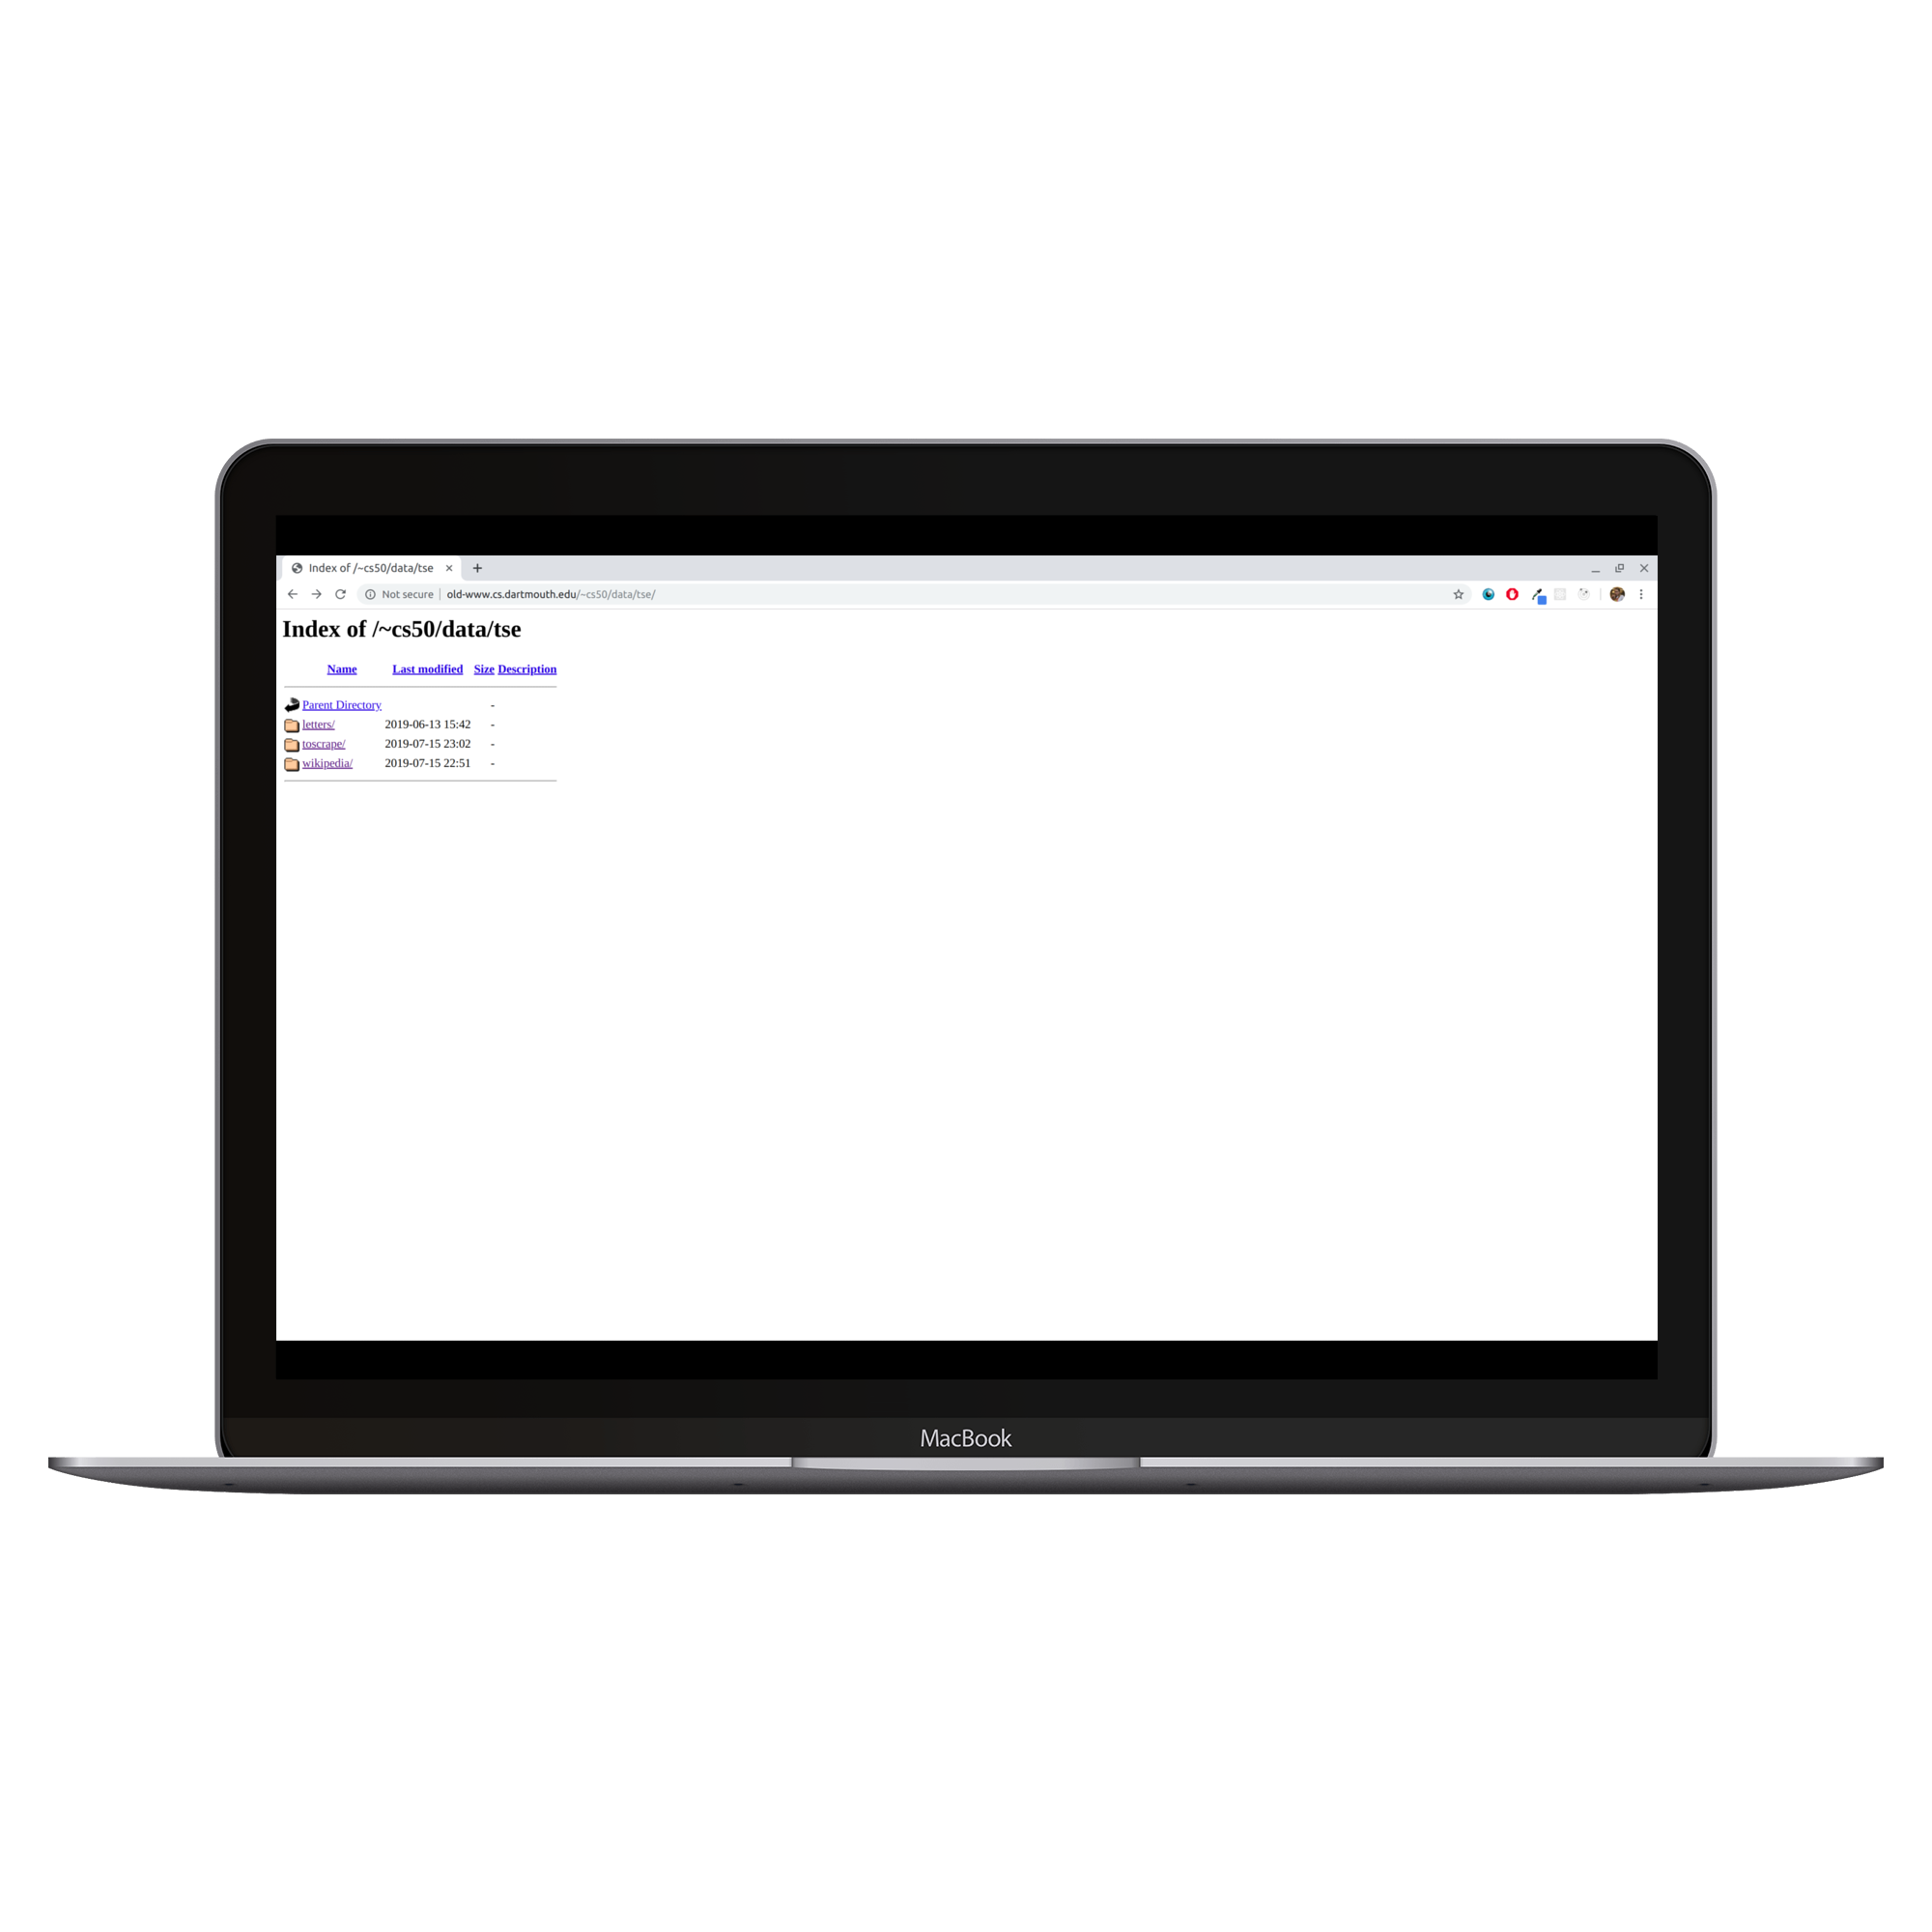 Index of /~cs50/data/tse
Not secure old-www.cs.dartmouth.edu/~cs50/data/tse/
Index of /~cs50/data/tse
Name Last modified Size Description
Parent Directory -
letters/ 2019-06-13 15:42 -
toscrape/ 2019-07-15 23:02 -
wikipedia/ 2019-07-15 22:51 -
MacBook